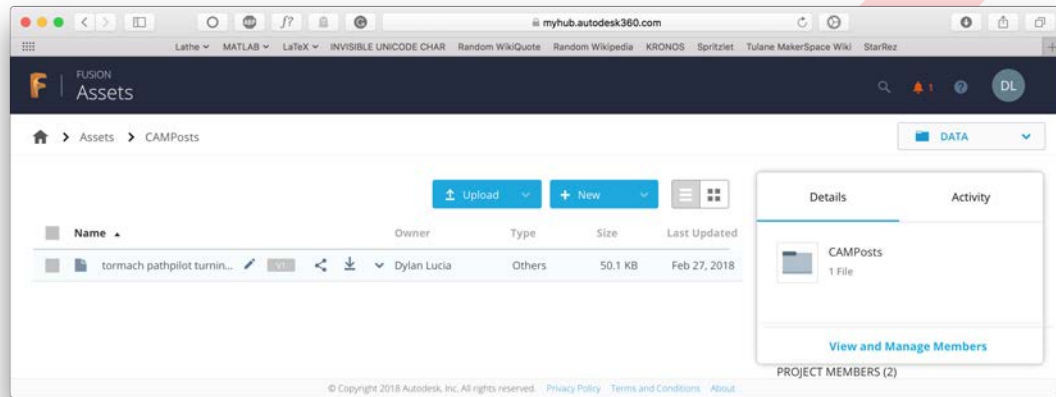 myhub.autodesk360.com
Lathe MATLAB LaTeX INVISIBLE UNICODE CHAR Random WikiQuote Random Wikipedia KRONOS Spritzlet Tulane MakerSpace Wiki StarRez
FUSION
Assets
1
DL
Assets > CAMPosts
DATA
Upload
+ New
Details Activity
Name Owner Type Size Last Updated
CAMPosts
1 File
tormach pathpilot turnin... V1 Dylan Lucia Others 50.1 KB Feb 27, 2018
View and Manage Members
PROJECT MEMBERS (2)
© Copyright 2018 Autodesk, Inc. All rights reserved. Privacy Policy Terms and Conditions About